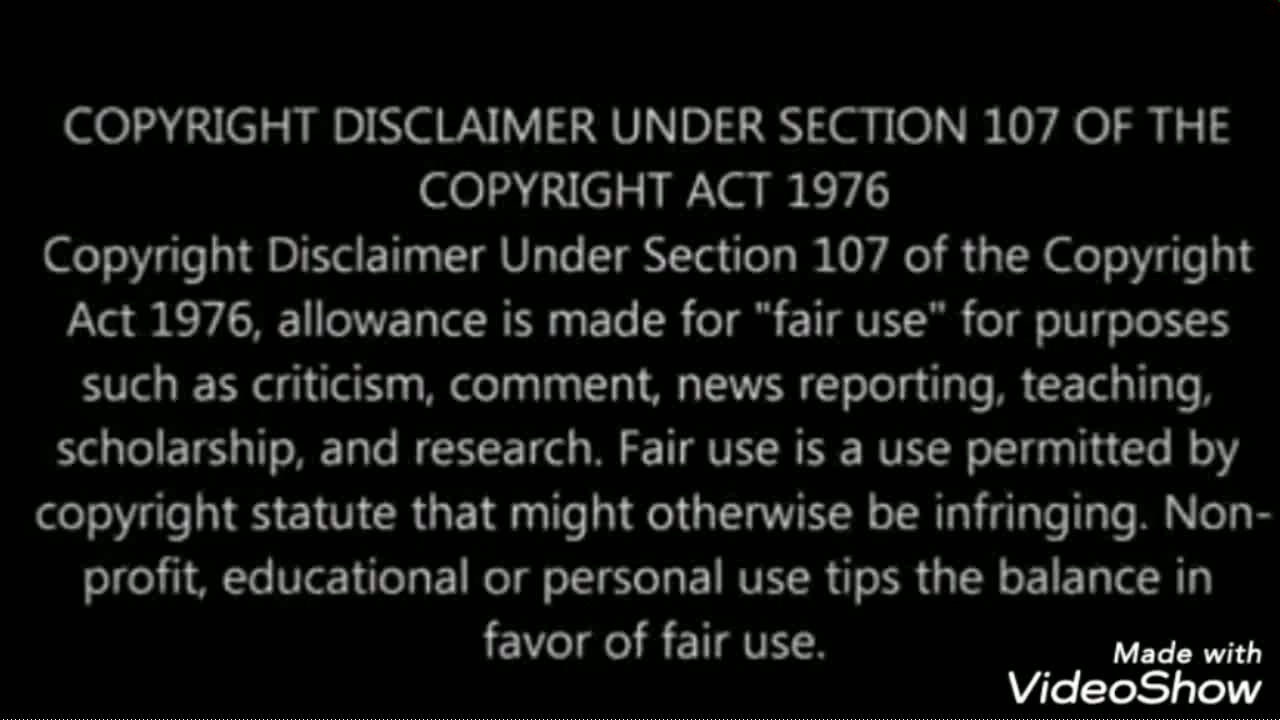 COPYRIGHT DISCLAIMER UNDER SECTION 107 OF THE
COPYRIGHT ACT 1976
Copyright Disclaimer Under Section 107 of the Copyright
Act 1976, allowance is made for "fair use" for purposes
such as criticism, comment, news reporting, teaching,
scholarship, and research. Fair use is a use permitted by
copyright statute that might otherwise be infringing. Non-
profit, educational or personal use tips the balance in
favor of fair use.
Made with
VideoShow